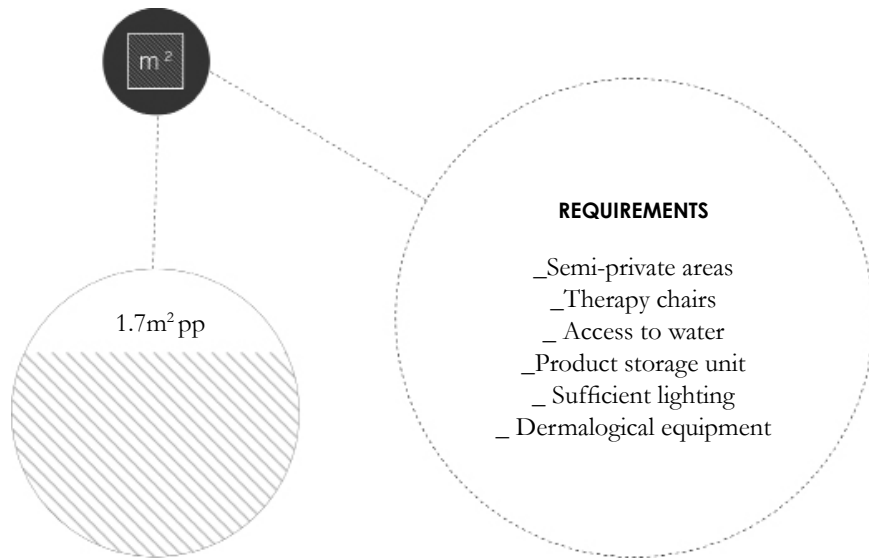 m²
1.7m² pp
REQUIREMENTS
_Semi-private areas
_Therapy chairs
_ Access to water
_Product storage unit
_ Sufficient lighting
_ Dermalogical equipment